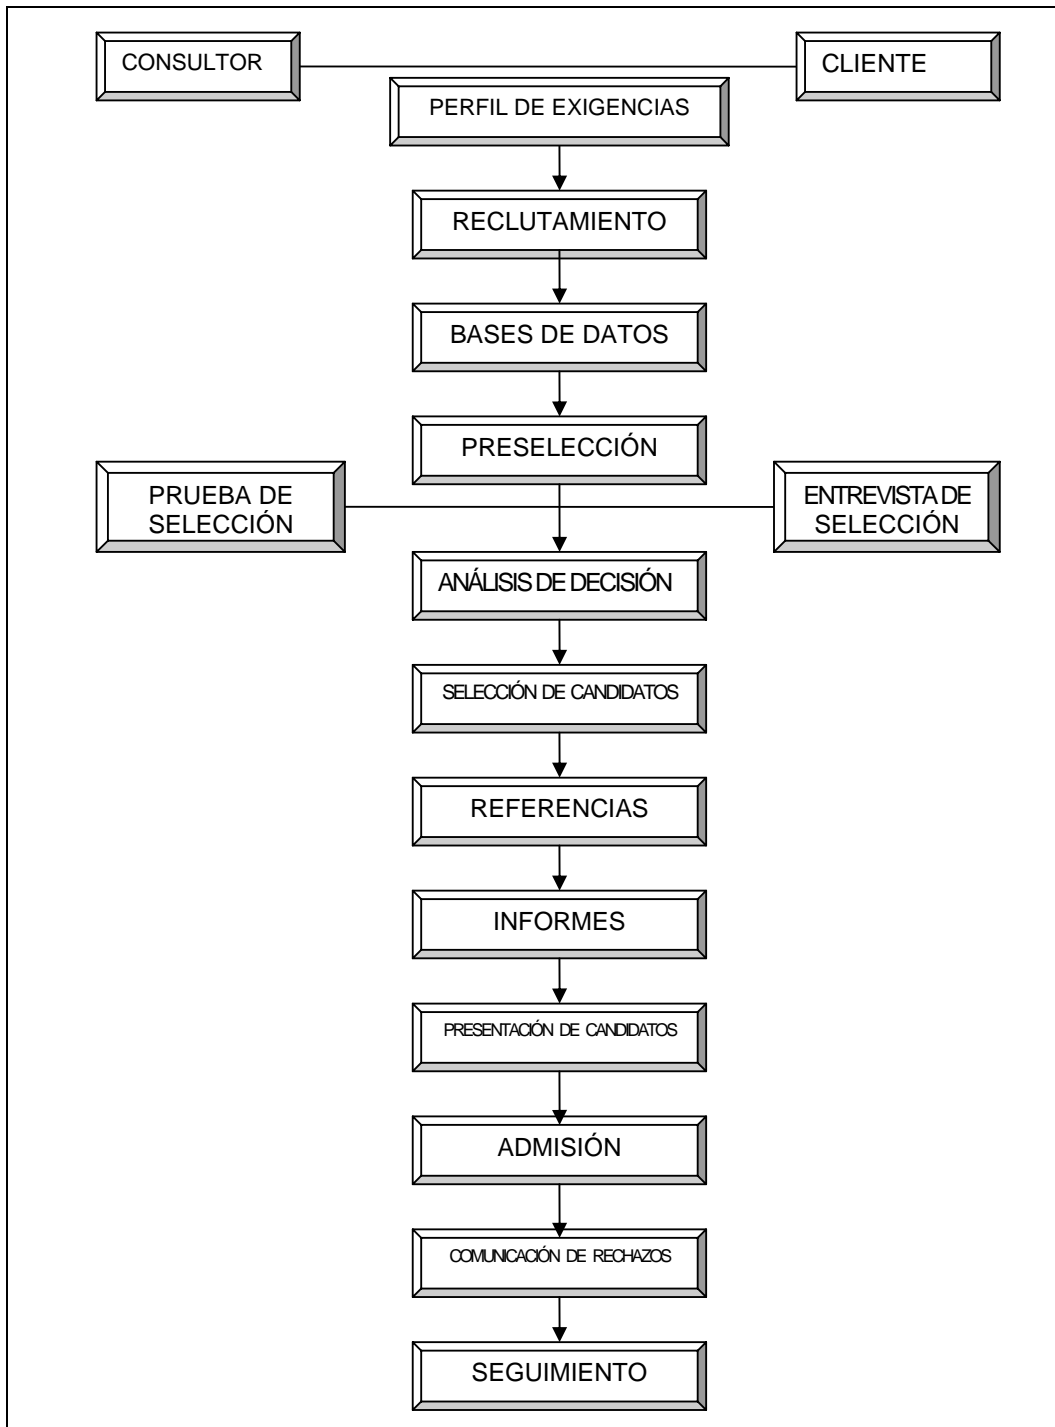 CONSULTOR
CLIENTE
PERFIL DE EXIGENCIAS
RECLUTAMIENTO
BASES DE DATOS
PRESELECCIÓN
PRUEBA DE
SELECCIÓN
ENTREVISTA DE
SELECCIÓN
ANÁLISIS DE DECISIÓN
SELECCIÓN DE CANDIDATOS
REFERENCIAS
INFORMES
PRESENTACIÓN DE CANDIDATOS
ADMISIÓN
COMUNICACIÓN DE RECHAZOS
SEGUIMIENTO